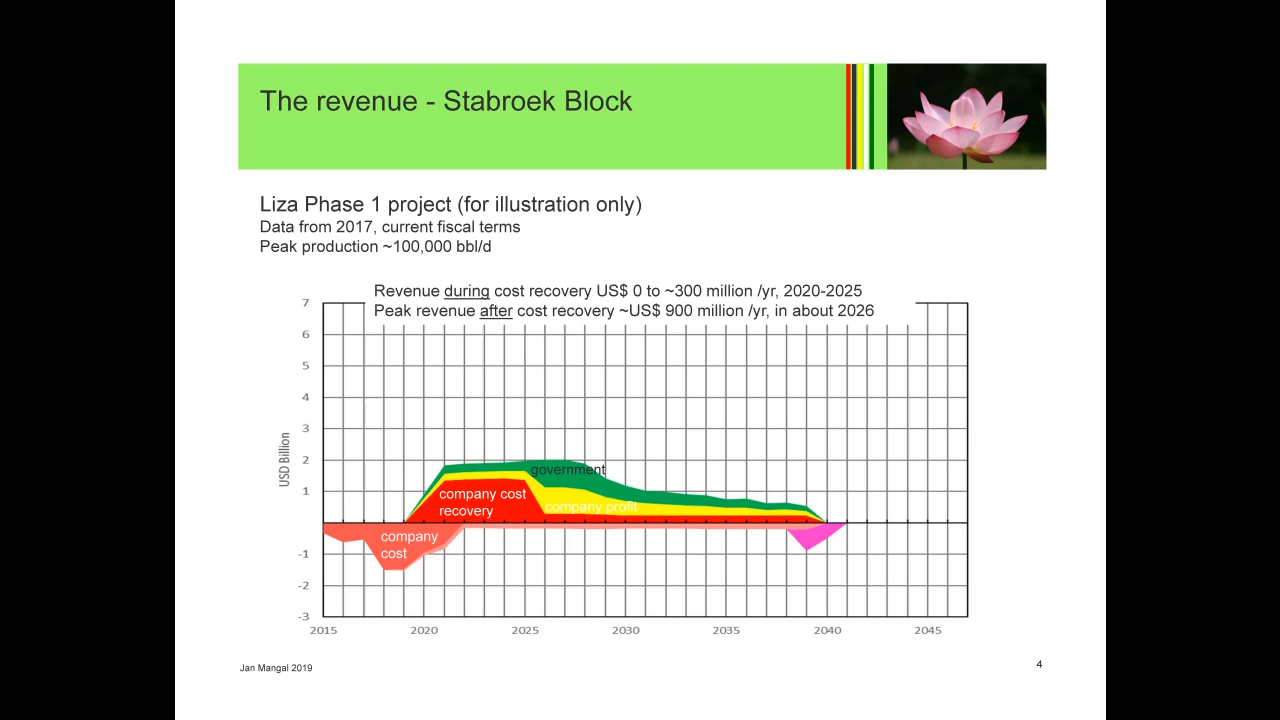 The revenue - Stabroek Block
Liza Phase 1 project (for illustration only)
Data from 2017, current fiscal terms
Peak production ~100,000 bbl/d
Revenue during cost recovery US$ 0 to ~300 million /yr, 2020-2025
Peak revenue after cost recovery ~US$ 900 million /yr, in about 2026
7
6
5
4
3
2
1
-1
-2
-3
USD Billion
government
company cost
recovery
company profit
company
cost
2015 2020 2025 2030 2035 2040 2045
Jan Mangal 2019
4